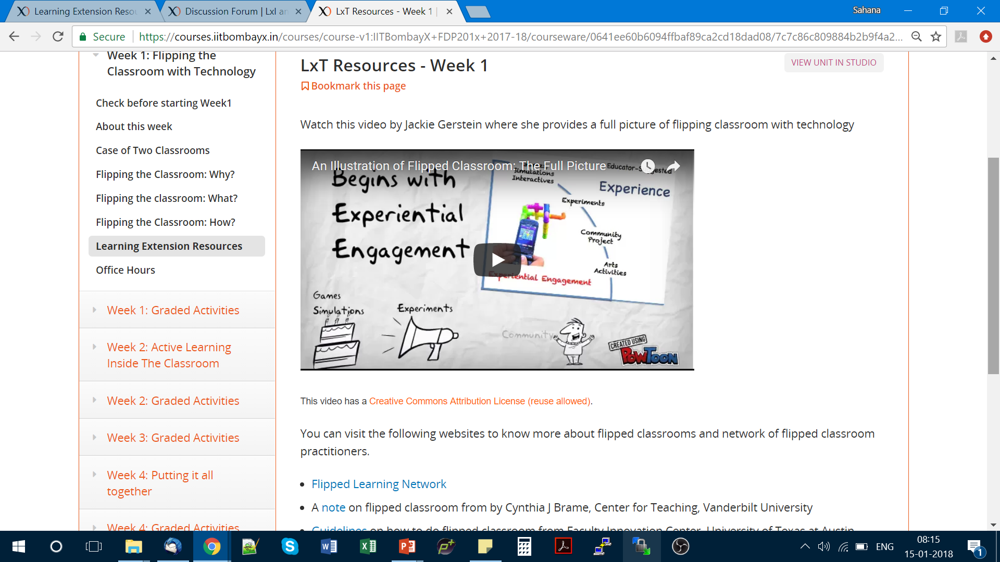 Learning Extension Resou
Discussion Forum | LxI an
LxT Resources - Week 1 |
Sahana
Secure
https://courses.iitbombayx.in/courses/course-v1:IITBombayX+FDP201x+2017-18/courseware/0641ee60b6094ffbaf89ca2cd18dad08/7c7c86c809884b2b9f4a2...
Week 1: Flipping the
Classroom with Technology
Check before starting Week1
About this week
Case of Two Classrooms
Flipping the Classroom: Why?
Flipping the classroom: What?
Flipping the Classroom: How?
Learning Extension Resources
Office Hours
Week 1: Graded Activities
Week 2: Active Learning
Inside The Classroom
Week 2: Graded Activities
Week 3: Graded Activities
Week 4: Putting it all
together
Week 4: Graded Activities
LxT Resources - Week 1
VIEW UNIT IN STUDIO
Bookmark this page
Watch this video by Jackie Gerstein where she provides a full picture of flipping classroom with technology
An Illustration of Flipped Classroom: The Full Picture
Begins with
Experiential
Engagement
Simulations
Interactives
Experience
Experiments
Community
Project
Arts
Activities
Experiential Engagement
Games
Simulations
Experiments
Community
CREATED USING
PowToon
This video has a Creative Commons Attribution License (reuse allowed).
You can visit the following websites to know more about flipped classrooms and network of flipped classroom
practitioners.
• Flipped Learning Network
• A note on flipped classroom from by Cynthia J Brame, Center for Teaching, Vanderbilt University
• Guidelines on how to do flipped classroom from Faculty Innovation Center, University of Texas at Austin
ENG
08:15
15-01-2018
1